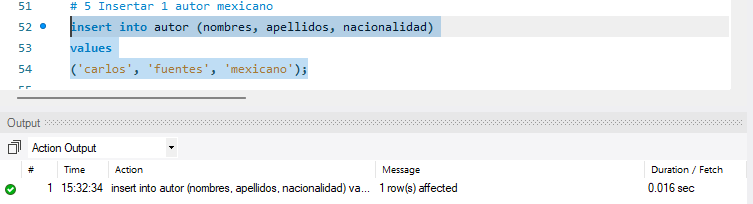 51 # 5 Insertar 1 autor mexicano
52 insert into autor (nombres, apellidos, nacionalidad)
53 values
54 ('carlos', 'fuentes', 'mexicano');
Output
Action Output
# Time Action Message Duration / Fetch
1 15:32:34 insert into autor (nombres, apellidos, nacionalidad) va... 1 row(s) affected 0.016 sec